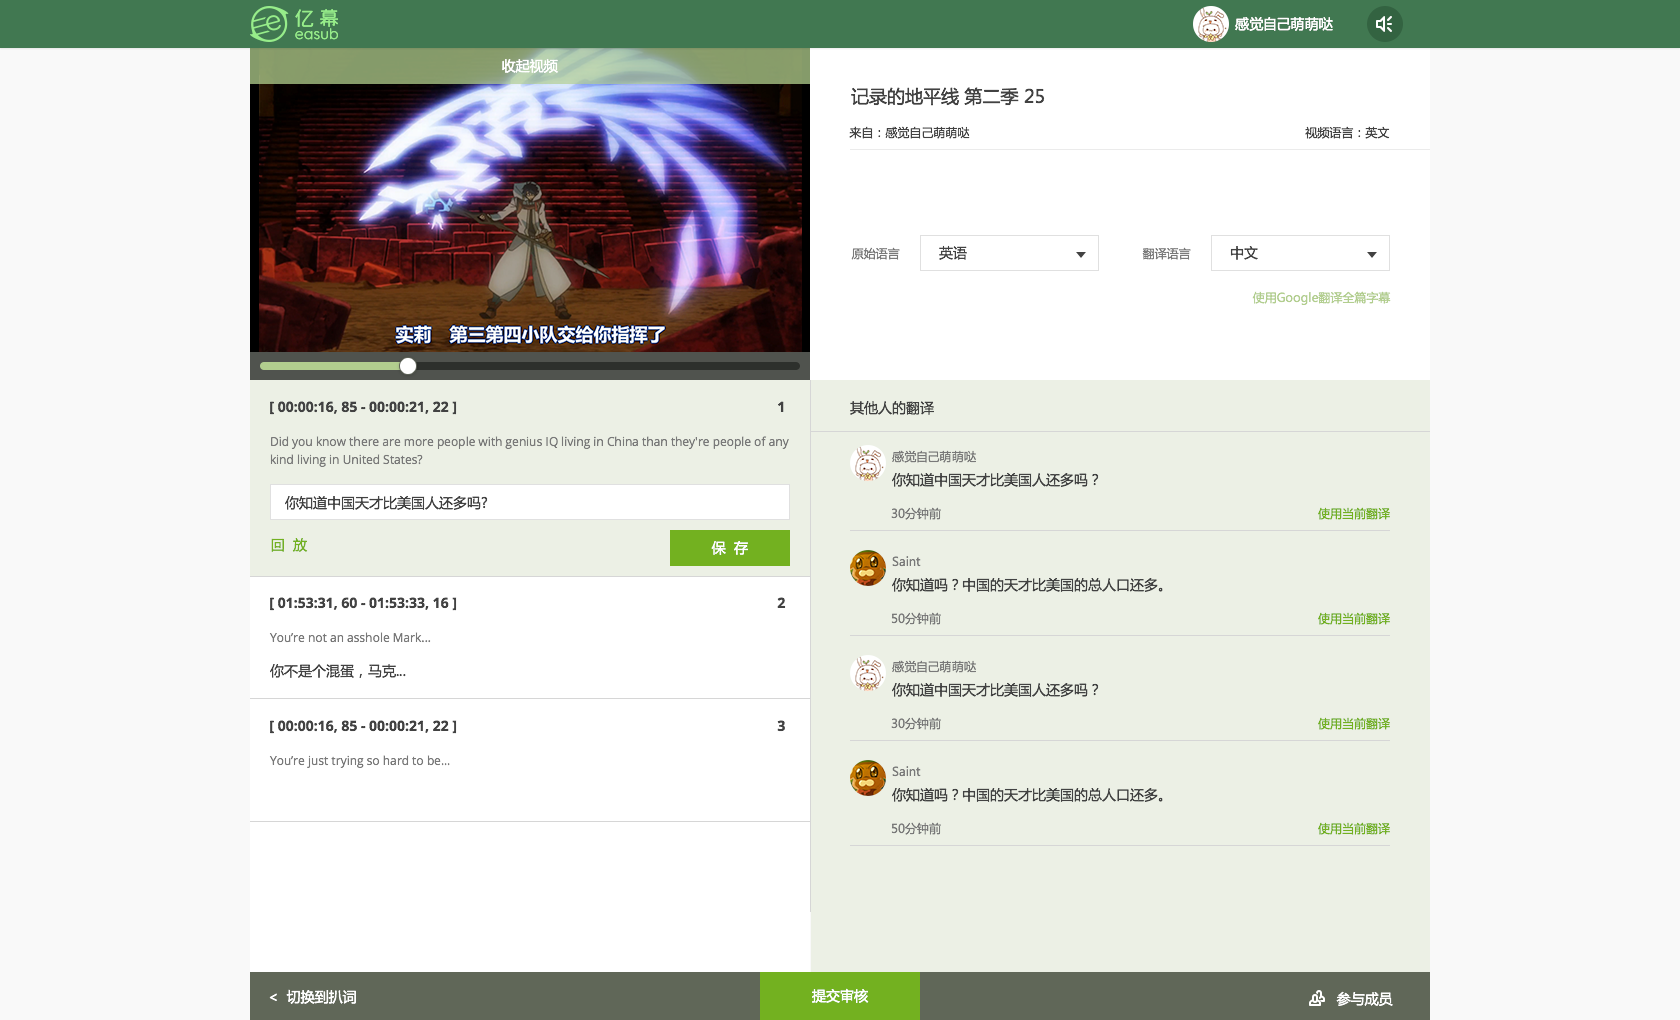 亿幕
easub
感觉自己萌萌哒
收起视频
实莉 第三第四小队交给你指挥了
记录的地平线 第二季 25
来自：感觉自己萌萌哒
视频语言：英文
原始语言
英语
翻译语言
中文
使用Google翻译全篇字幕
[ 00:00:16, 85 - 00:00:21, 22 ]
1
Did you know there are more people with genius IQ living in China than they're people of any
kind living in United States?
你知道中国天才比美国人还多吗?
回 放
保 存
[ 01:53:31, 60 - 01:53:33, 16 ]
2
You’re not an asshole Mark...
你不是个混蛋，马克...
[ 00:00:16, 85 - 00:00:21, 22 ]
3
You’re just trying so hard to be...
其他人的翻译
感觉自己萌萌哒
你知道中国天才比美国人还多吗？
30分钟前
使用当前翻译
Saint
你知道吗？中国的天才比美国的总人口还多。
50分钟前
使用当前翻译
感觉自己萌萌哒
你知道中国天才比美国人还多吗？
30分钟前
使用当前翻译
Saint
你知道吗？中国的天才比美国的总人口还多。
50分钟前
使用当前翻译
< 切换到扒词
提交审核
参与成员